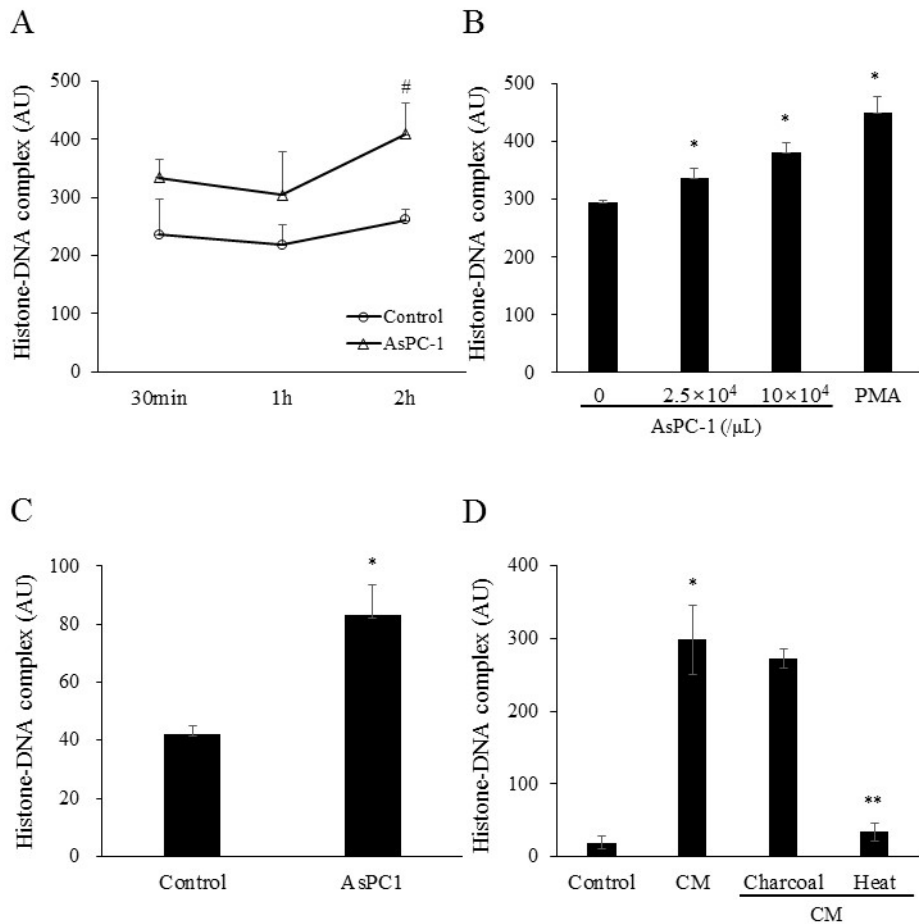 A
Histone-DNA complex (AU)
500
400
300
200
100
0
#
Control
AsPC-1
30min 1h 2h
B
Histone-DNA complex (AU)
500
400
300
200
100
0
* * *
0 2.5×10⁴ 10×10⁴ PMA
AsPC-1 (/μL)
C
Histone-DNA complex (AU)
100
80
60
40
20
0
*
Control AsPC1
D
Histone-DNA complex (AU)
400
300
200
100
0
* **
Control CM Charcoal Heat
CM